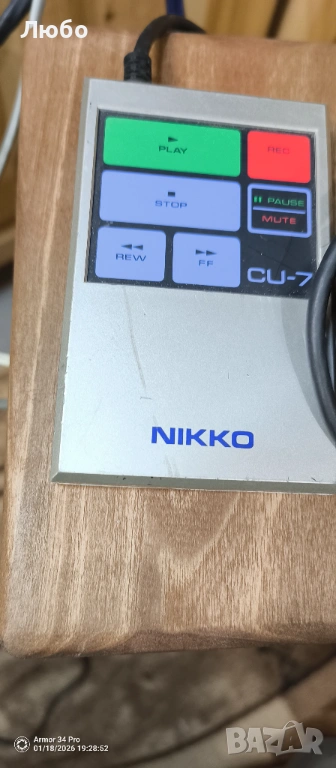 Любо
▶
PLAY
REC
■
STOP
❚❚ PAUSE
MUTE
◀◀
REW
▶▶
FF
CU-7
NIKKO
Armor 34 Pro
01/18/2026 19:28:52
BAZAR